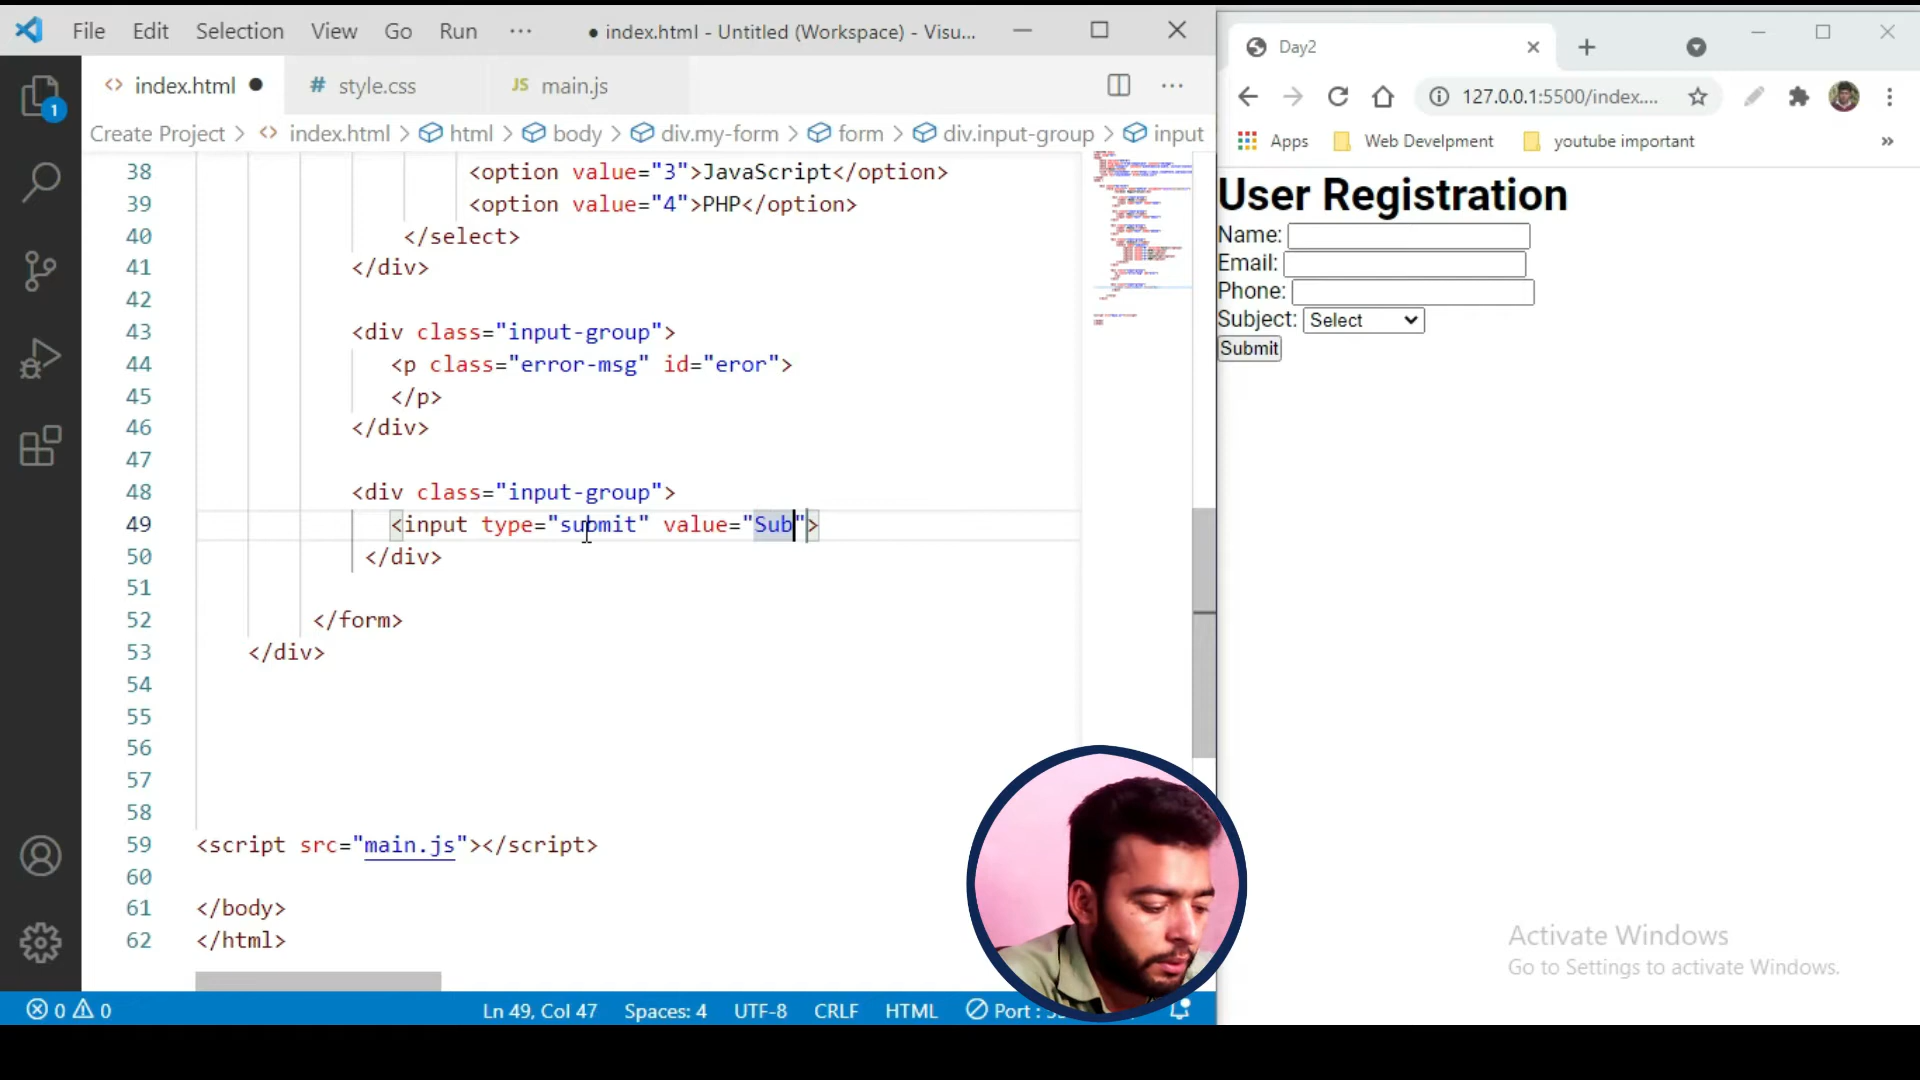 File Edit Selection View Go Run ··· ● index.html - Untitled (Workspace) - Visu...
<> index.html ● # style.css JS main.js ···
Create Project > <> index.html > html > body > div.my-form > form > div.input-group > input
38 <option value="3">JavaScript</option>
39 <option value="4">PHP</option>
40 </select>
41 </div>
42
43 <div class="input-group">
44 <p class="error-msg" id="eror">
45 </p>
46 </div>
47
48 <div class="input-group">
49 <input type="submit" value="Sub">
50 </div>
51
52 </form>
53 </div>
54
55
56
57
58
59 <script src="main.js"></script>
60
61 </body>
62 </html>
1
0 0
Ln 49, Col 47 Spaces: 4 UTF-8 CRLF HTML Port :
Day2
127.0.0.1:5500/index....
Apps Web Develpment youtube important »
User Registration
Name:
Email:
Phone:
Subject: Select
Submit
Activate Windows
Go to Settings to activate Windows.